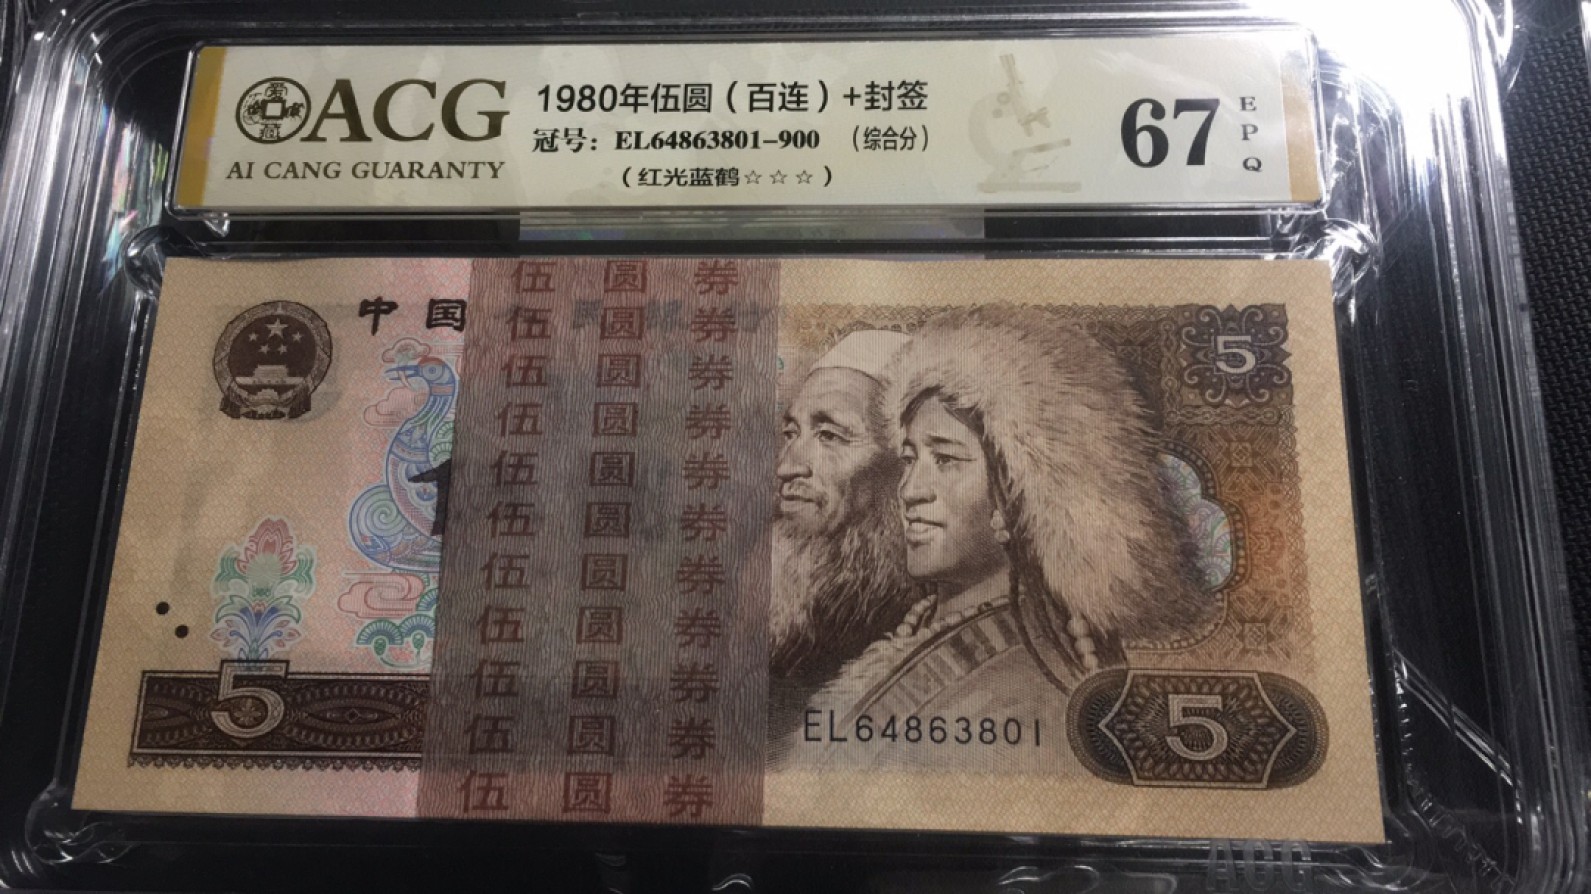 爱藏
ACG
AI CANG GUARANTY
1980年伍圆（百连）+封签
冠号：EL64863801-900 （综合分）
（红光蓝鹤☆☆☆）
67
EPQ
中国
5
伍 圆 券
伍 圆 券
伍 圆 券
伍 圆 券
伍 圆 券
伍 圆 券
伍 圆 券
伍 圆 券
伍 圆 券
伍 圆 券
伍 圆 券
5
EL64863801
5
ACG